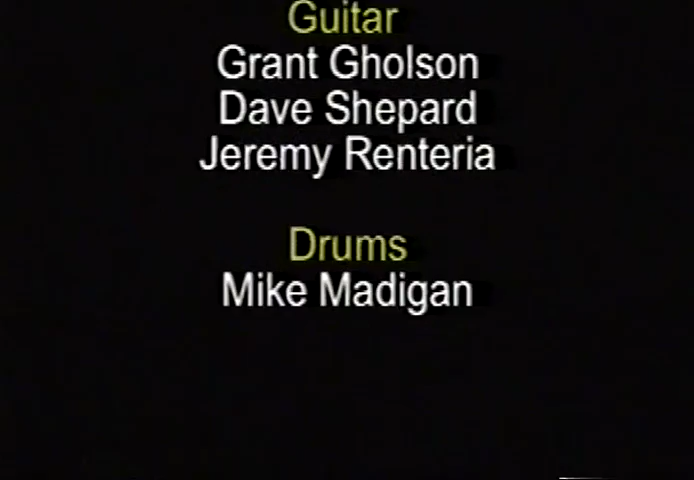 Guitar
Grant Gholson
Dave Shepard
Jeremy Renteria
Drums
Mike Madigan